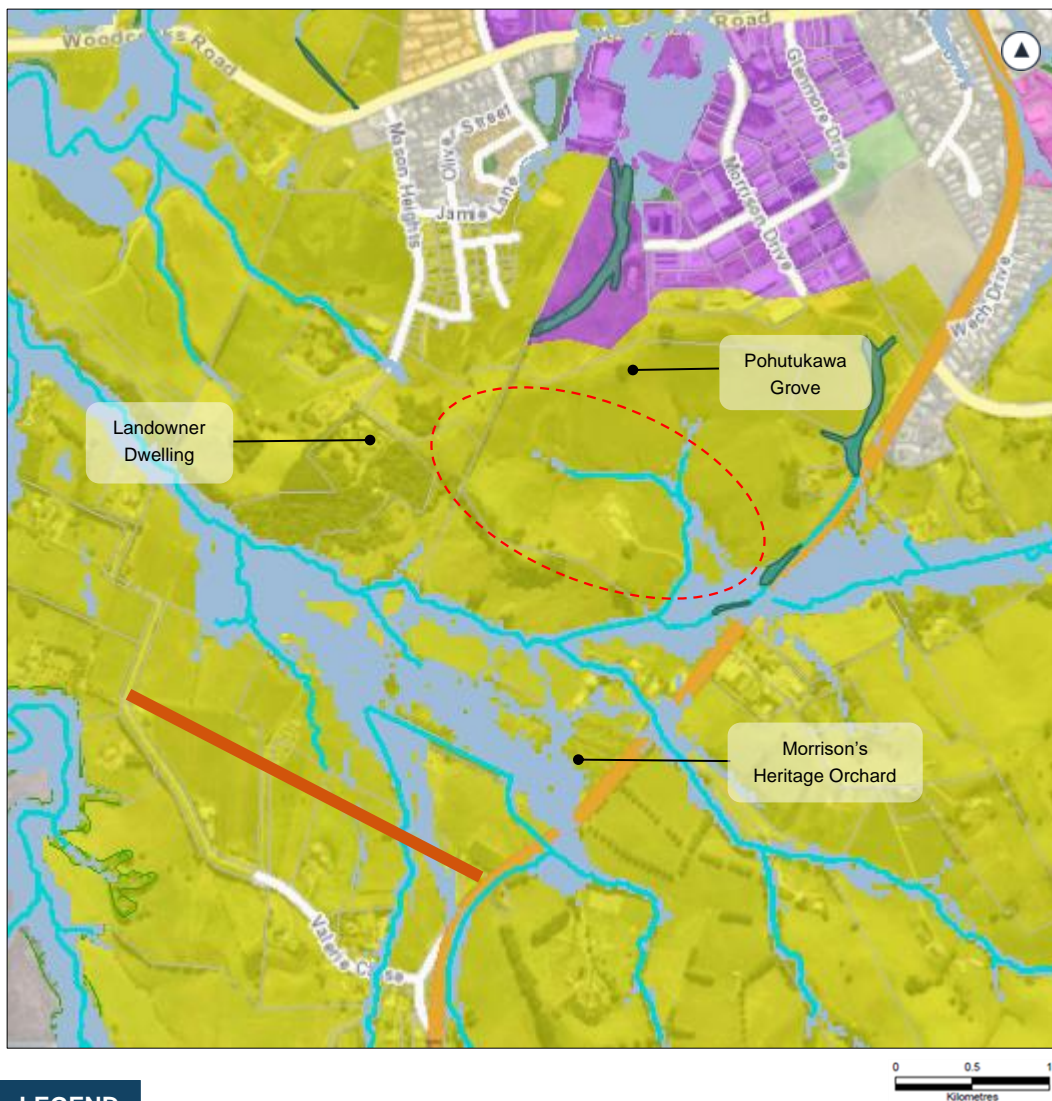 Woodcocks Road
Road
Glenmore Drive
Olive Street
Mason Heights
Jamie Lane
Morrison Drive
Wech Drive
Pohutukawa
Grove
Landowner
Dwelling
Morrison's
Heritage Orchard
Valerie Close
0 0.5 1
Kilometres
LEGEND